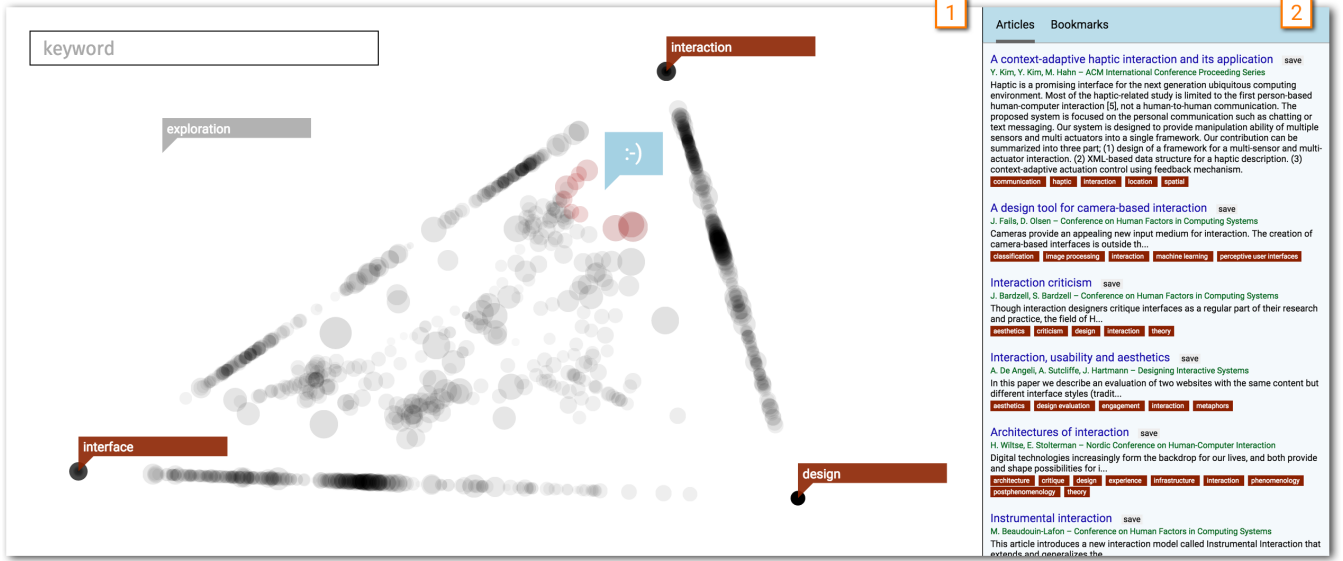 1
keyword
interaction
exploration
:-)
interface
design
2
Articles Bookmarks
A context-adaptive haptic interaction and its application save
Y. Kim, Y. Kim, M. Hahn – ACM International Conference Proceeding Series
Haptic is a promising interface for the next generation ubiquitous computing
environment. Most of the haptic-related study is limited to the first person-based
human-computer interaction [5], not a human-to-human communication. The
proposed system is focused on the personal communication such as chatting or
text messaging. Our system is designed to provide manipulation ability of multiple
sensors and multi actuators into a single framework. Our contribution can be
summarized into three part; (1) design of a framework for a multi-sensor and multi-
actuator interaction. (2) XML-based data structure for a haptic description. (3)
context-adaptive actuation control using feedback mechanism.
communication haptic interaction location spatial
A design tool for camera-based interaction save
J. Fails, D. Olsen – Conference on Human Factors in Computing Systems
Cameras provide an appealing new input medium for interaction. The creation of
camera-based interfaces is outside th...
classification image processing interaction machine learning perceptive user interfaces
Interaction criticism save
J. Bardzell, S. Bardzell – Conference on Human Factors in Computing Systems
Though interaction designers critique interfaces as a regular part of their research
and practice, the field of H...
aesthetics criticism design interaction theory
Interaction, usability and aesthetics save
A. De Angeli, A. Sutcliffe, J. Hartmann – Designing Interactive Systems
In this paper we describe an evaluation of two websites with the same content but
different interface styles (tradit...
aesthetics design evaluation engagement interaction metaphors
Architectures of interaction save
H. Wiltse, E. Stolterman – Nordic Conference on Human-Computer Interaction
Digital technologies increasingly form the backdrop for our lives, and both provide
and shape possibilities for i...
architecture critique design experience infrastructure interaction phenomenology
postphenomenology theory
Instrumental interaction save
M. Beaudouin-Lafon – Conference on Human Factors in Computing Systems
This article introduces a new interaction model called Instrumental Interaction that
extends and generalizes the